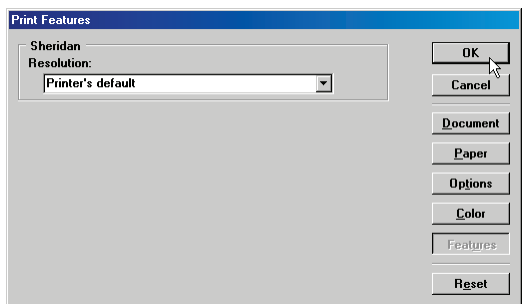 Print Features
Sheridan
Resolution:
Printer's default
OK
Cancel
Document
Paper
Options
Color
Features
Reset